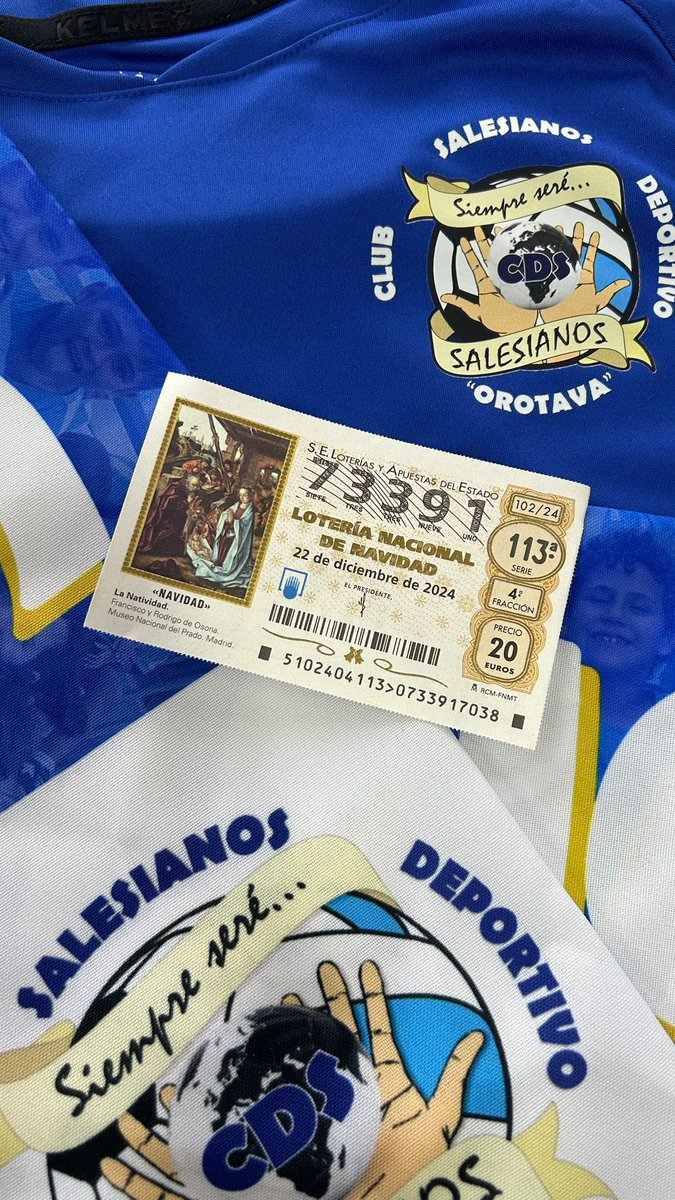 KELME
SALESIANOS
Siempre seré...
CLUB
DEPORTIVO
CDS
SALESIANOS
"OROTAVA"
S.E. LOTERÍAS Y APUESTAS DEL ESTADO
73391
SIETE TRES TRES NUEVE UNO
LOTERÍA NACIONAL
DE NAVIDAD
22 de diciembre de 2024
EL PRESIDENTE,
102/24
113ª
SERIE
4ª
FRACCIÓN
PRECIO
20
EUROS
RCM-FNMT
«NAVIDAD»
La Natividad.
Francisco y Rodrigo de Osona.
Museo Nacional del Prado. Madrid.
5102404113>0733917038
SALESIANOS
DEPORTIVO
Siempre seré...
CDS
SALESIANOS